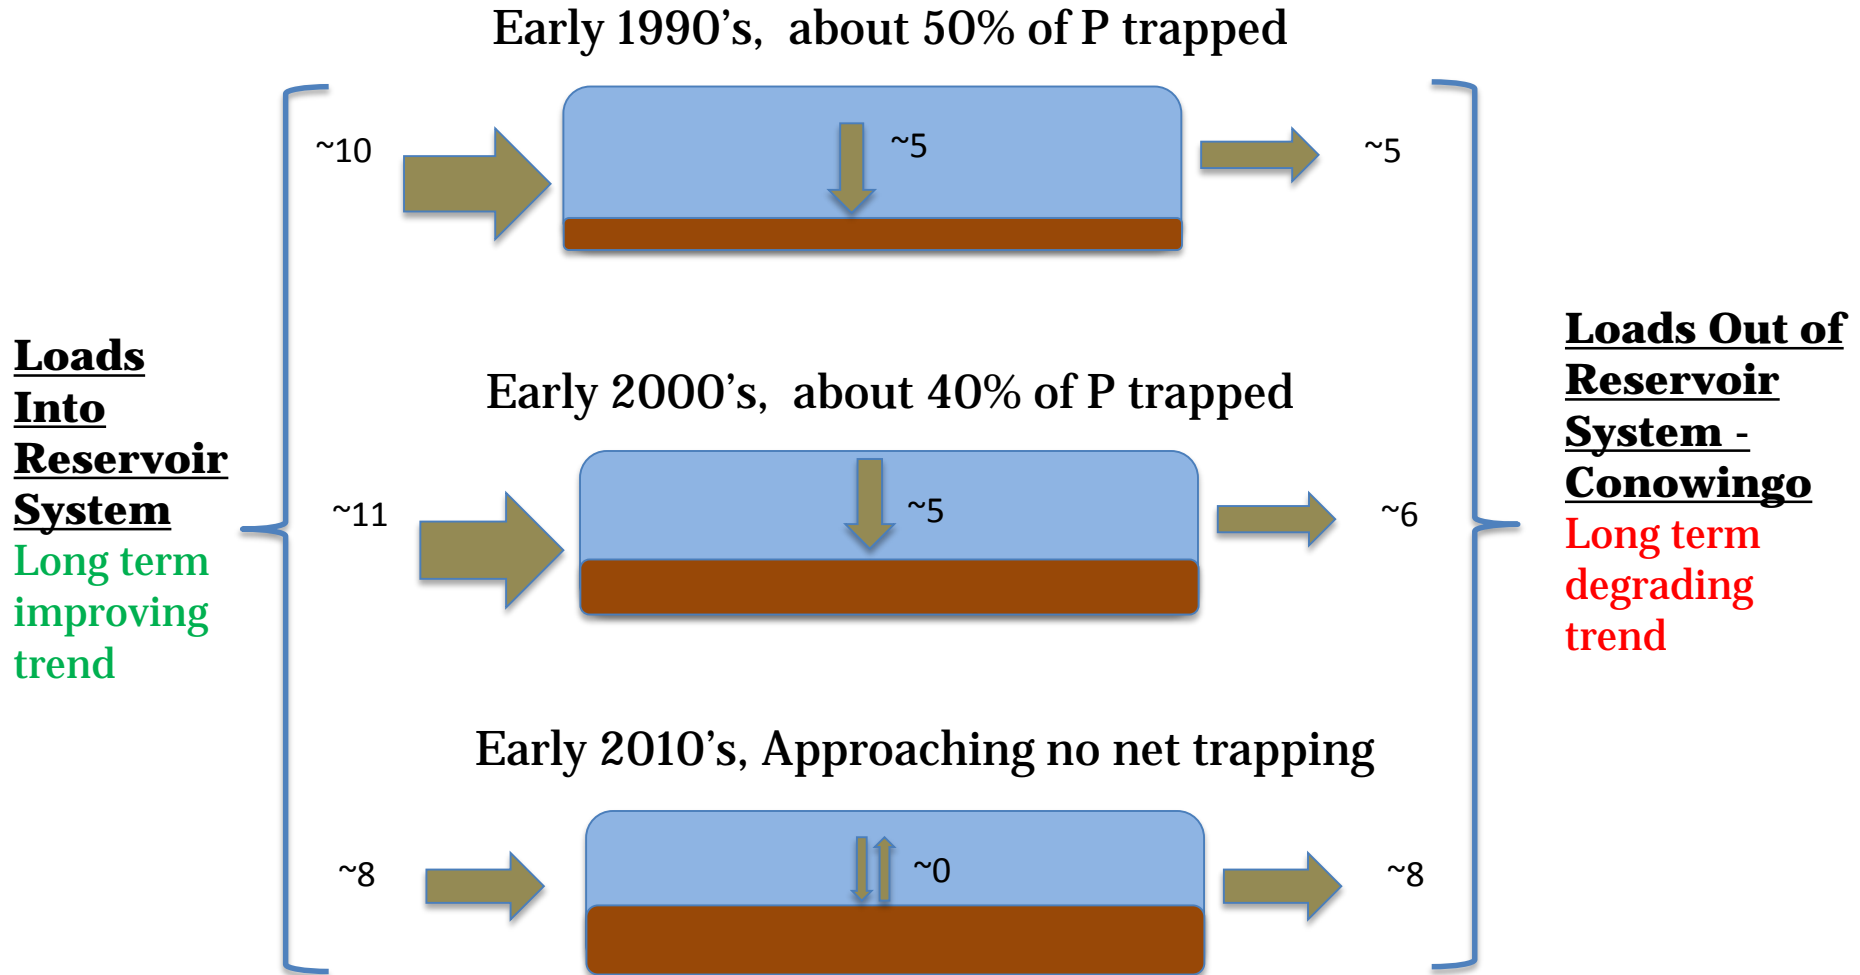 Early 1990’s,  about 50% of P trapped
~10
~5
~5
Loads
Into
Reservoir
System
Long term
improving
trend
Early 2000’s,  about 40% of P trapped
~11
~5
~6
Loads Out of
Reservoir
System -
Conowingo
Long term
degrading
trend
Early 2010’s, Approaching no net trapping
~8
~0
~8